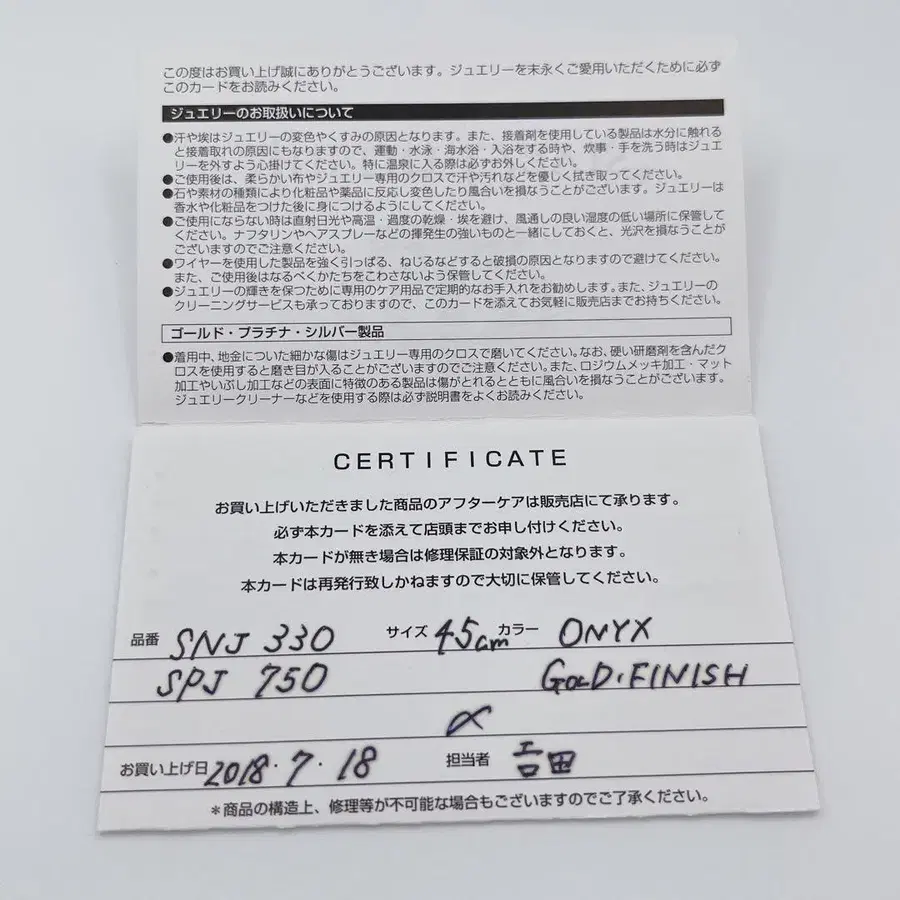 この度はお買い上げ誠にありがとうございます。ジュエリーを末永くご愛用いただくために必ず
このカードをお読みください。
ジュエリーのお取扱いについて
●汗や埃はジュエリーの変色やくすみの原因となります。また、接着剤を使用している製品は水分に触れる
と接着取れの原因にもなりますので、運動・水泳・海水浴・入浴をする時や、炊事・手を洗う時はジュエ
リーを外すよう心掛けてください。特に温泉に入る際は必ずお外しください。
●ご使用後は、柔らかい布やジュエリー専用のクロスで汗や汚れなどを優しく拭き取ってください。
●石や素材の種類により化粧品や薬品に反応し変色したり風合いを損なうことがございます。ジュエリーは
香水や化粧品をつけた後に身につけるようにしてください。
●ご使用にならない時は直射日光や高温・過度の乾燥・埃を避け、風通しの良い湿度の低い場所に保管して
ください。ナフタリンやヘアスプレーなどの揮発生の強いものと一緒にしておくと、光沢を損なうことが
ございますのでご注意ください。
●ワイヤーを使用した製品を強く引っぱる、ねじるなどすると破損の原因となりますので避けてください。
また、ご使用後はなるべくかたちをこわさないよう保管してください。
●ジュエリーの輝きを保つために専用のケア用品で定期的なお手入れをお勧めします。また、ジュエリーの
クリーニングサービスも承っておりますので、このカードを添えてお気軽に販売店までお持ちください。
ゴールド・プラチナ・シルバー製品
●着用中、地金についた細かな傷はジュエリー専用のクロスで磨いてください。なお、硬い研磨剤を含んだク
ロスを使用すると磨き目が入ることがございますのでご注意ください。また、ロジウムメッキ加工・マット
加工やいぶし加工などの表面に特徴のある製品は傷がとれるとともに風合いを損なうことがございます。
ジュエリークリーナーなどを使用する際は必ず説明書をよくお読みください。
CERTIFICATE
お買い上げいただきました商品のアフターケアは販売店にて承ります。
必ず本カードを添えて店頭までお申し付けください。
本カードが無き場合は修理保証の対象外となります。
本カードは再発行致しかねますので大切に保管してください。
品番 SNJ 330 サイズ 45cm カラー ONYX
SPJ 750 GOLD・FINISH
〆
お買い上げ日 2018・7・18 担当者 吉田
＊商品の構造上、修理等が不可能な場合もございますのでご了承ください。